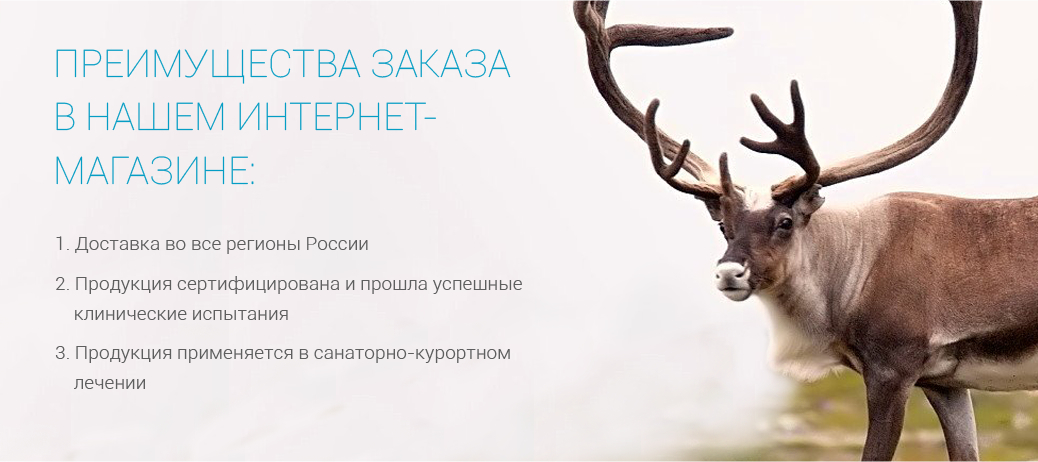 ПРЕИМУЩЕСТВА ЗАКАЗА
В НАШЕМ ИНТЕРНЕТ-
МАГАЗИНЕ:
1. Доставка во все регионы России
2. Продукция сертифицирована и прошла успешные
клинические испытания
3. Продукция применяется в санаторно-курортном
лечении